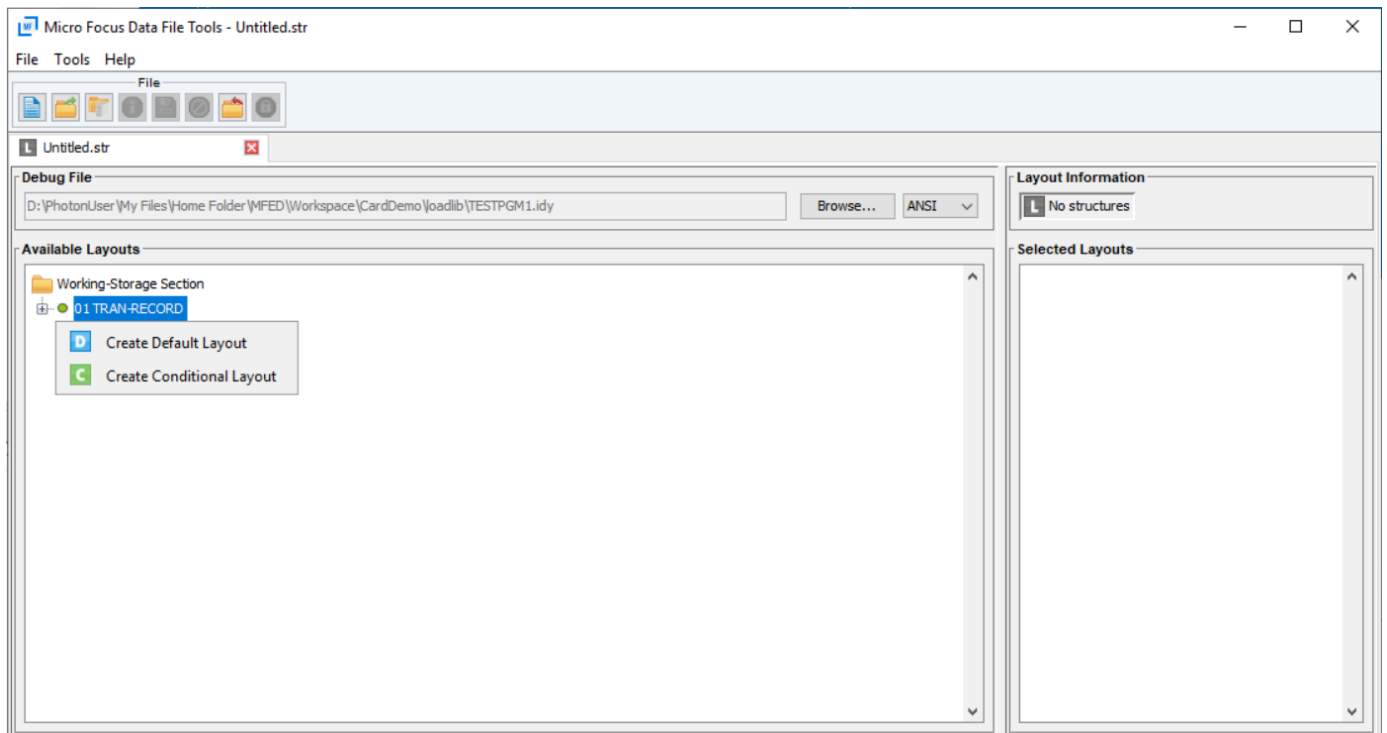 Micro Focus Data File Tools - Untitled.str
File Tools Help
File
Untitled.str
Debug File
D:\PhotonUser\My Files\Home Folder\MFED\Workspace\CardDemo\loadlib\TESTPGM1.idy
Browse...
ANSI
Layout Information
L No structures
Available Layouts
Working-Storage Section
01 TRAN-RECORD
D Create Default Layout
C Create Conditional Layout
Selected Layouts